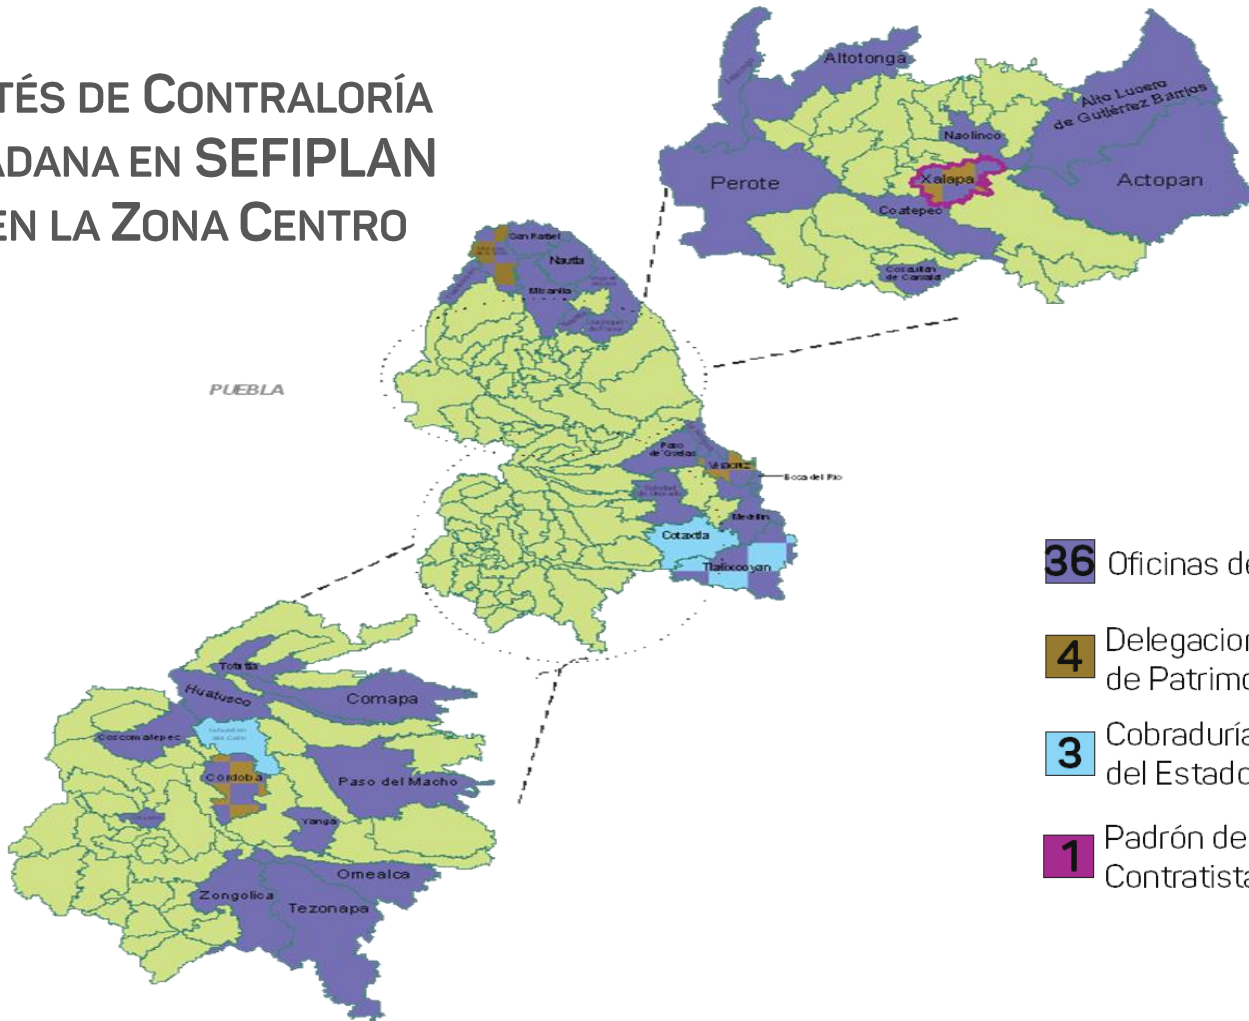 TÉS DE CONTRALORÍA
ADANA EN SEFIPLAN
EN LA ZONA CENTRO
Altotonga
Alto Lucero
de Gutiérrez Barrios
Naolinco
Perote
Xalapa
Actopan
Coatepec
Cosautlán
de Carvajal
San Rafael
Nautla
Misantla
PUEBLA
Paso
de Ovejas
Veracruz
Boca del Río
Medellín
Cotaxtla
Tlalixcoyan
36 Oficinas de
4 Delegacion
de Patrimo
3 Cobraduría
del Estado
1 Padrón de
Contratista
Totutla
Huatusco
Comapa
Coscomatepec
Córdoba
Paso del Macho
Yanga
Omealca
Zongolica
Tezonapa